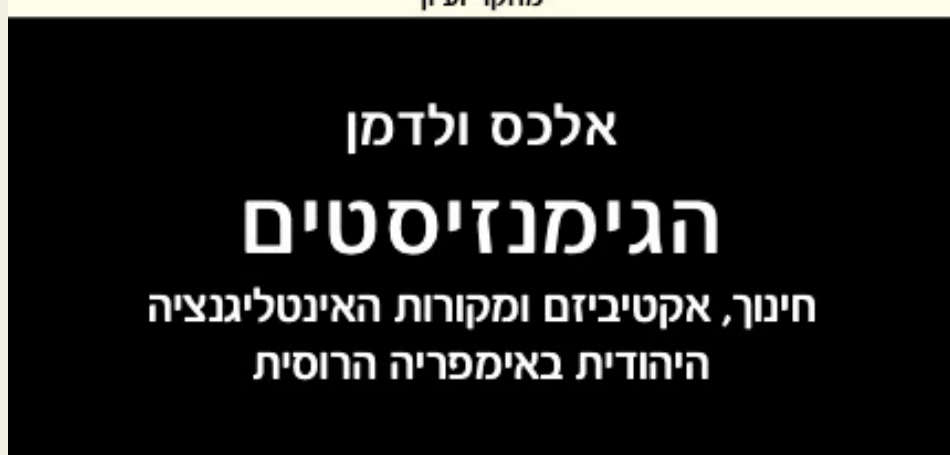 אלכס ולדמן
הגימנזיסטים
חינוך, אקטיביזם ומקורות האינטליגנציה
היהודית באימפריה הרוסית